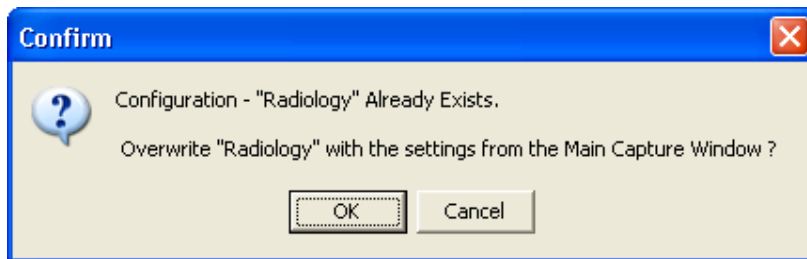 Confirm
Configuration - "Radiology" Already Exists.
Overwrite "Radiology" with the settings from the Main Capture Window ?
OK Cancel